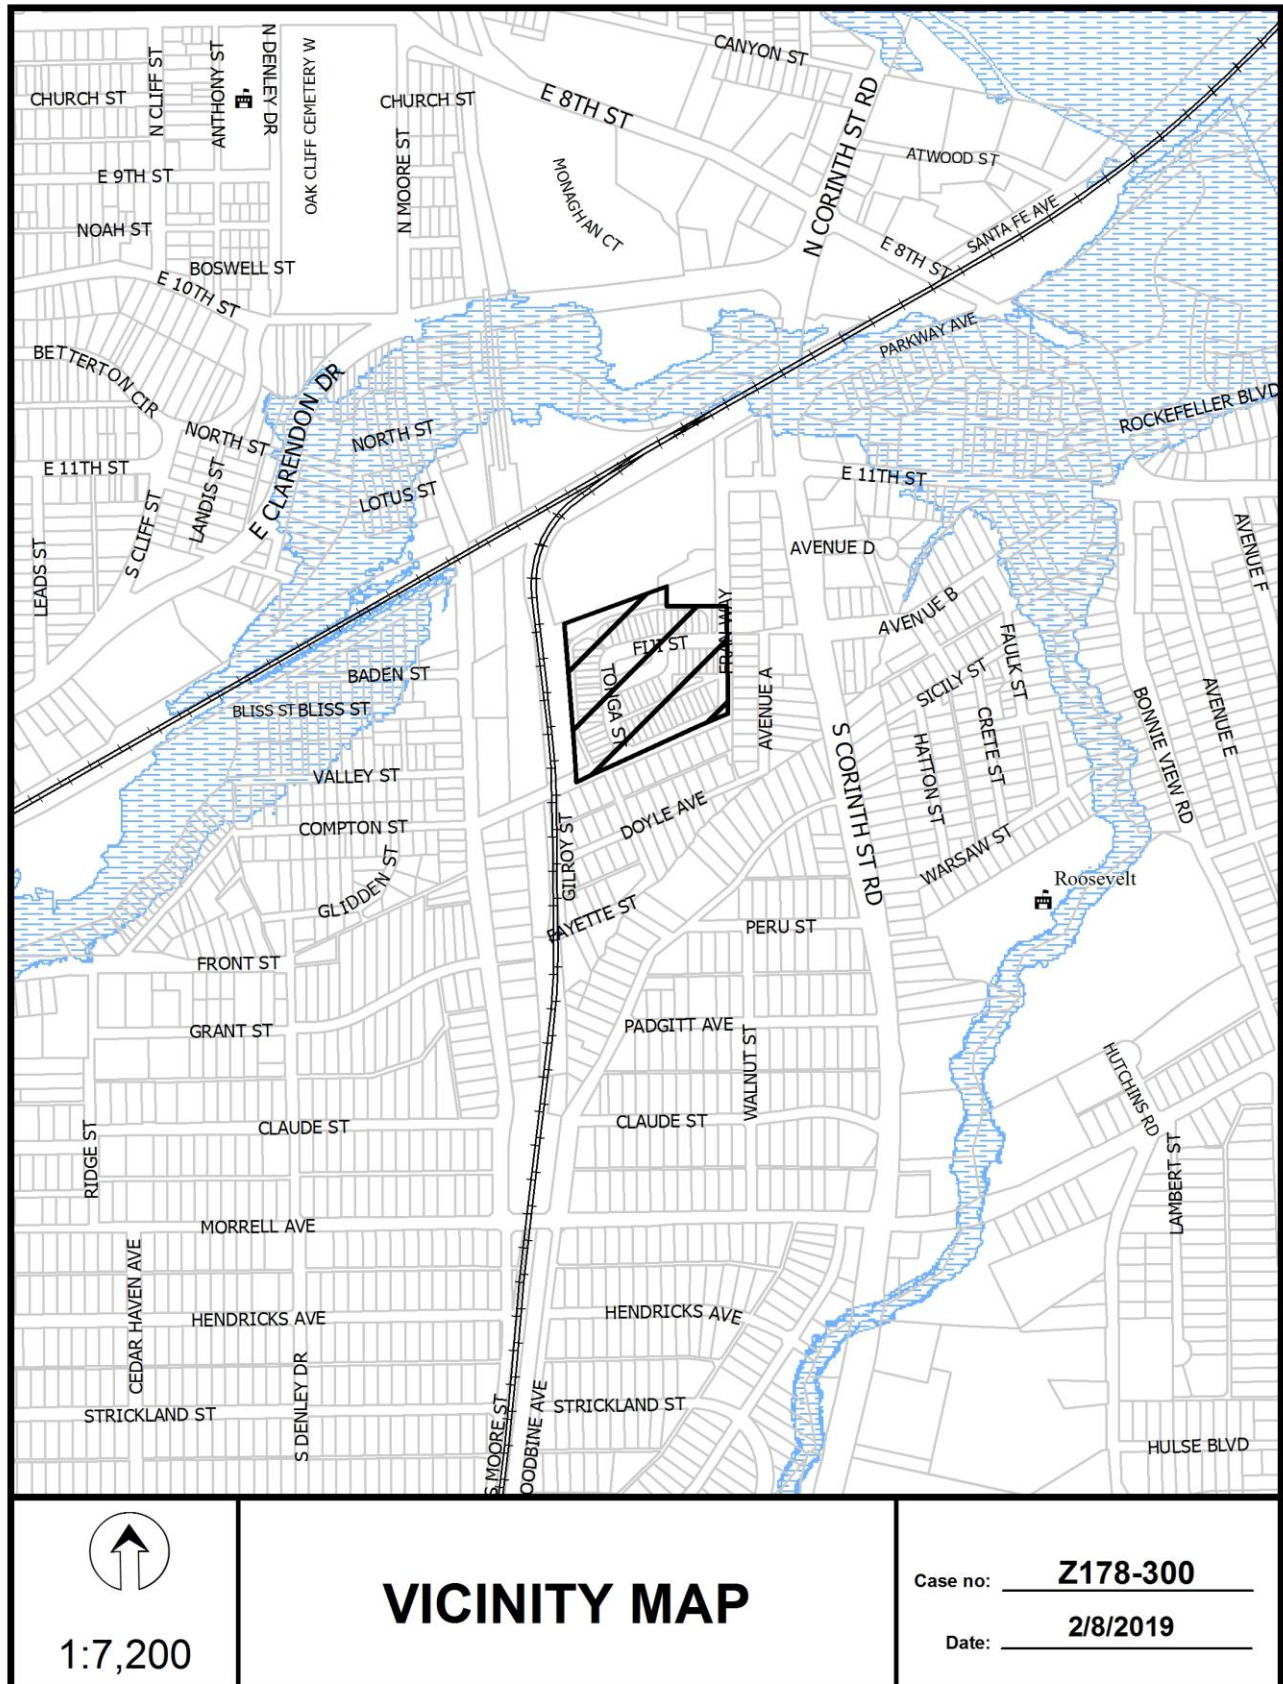 CANYON ST
N CLIFF ST
ANTHONY ST
N DENLEY DR
OAK CLIFF CEMETERY W
CHURCH ST
CHURCH ST
E 8TH ST
N CORINTH ST RD
N MOORE ST
ATWOOD ST
E 9TH ST
MONAGHAN CT
NOAH ST
SANTA FE AVE
E 8TH ST
BOSWELL ST
E 10TH ST
PARKWAY AVE
BETTERTON CIR
E CLARENDON DR
ROCKEFELLER BLVD
NORTH ST
NORTH ST
E 11TH ST
E 11TH ST
LANDIS ST
LOTUS ST
S CLIFF ST
AVENUE F
LEADS ST
AVENUE D
AVENUE B
FIJI ST
AVENUE A
FAULK ST
BADEN ST
TONGA ST
SICILY ST
BLISS ST
BLISS ST
CRETE ST
BONNIE VIEW RD
AVENUE E
S CORINTH ST RD
HATTON ST
VALLEY ST
COMPTON ST
DOYLE AVE
GILROY ST
WARSAW ST
GLIDDEN ST
Roosevelt
FAYETTE ST
PERU ST
FRONT ST
GRANT ST
PADGITT AVE
WALNUT ST
HUTCHINS RD
CLAUDE ST
CLAUDE ST
RIDGE ST
LAMBERT ST
MORRELL AVE
CEDAR HAVEN AVE
HENDRICKS AVE
HENDRICKS AVE
S DENLEY DR
STRICKLAND ST
STRICKLAND ST
S MOORE ST
OODBINE AVE
HULSE BLVD
1:7,200
VICINITY MAP
Case no: Z178-300
Date: 2/8/2019